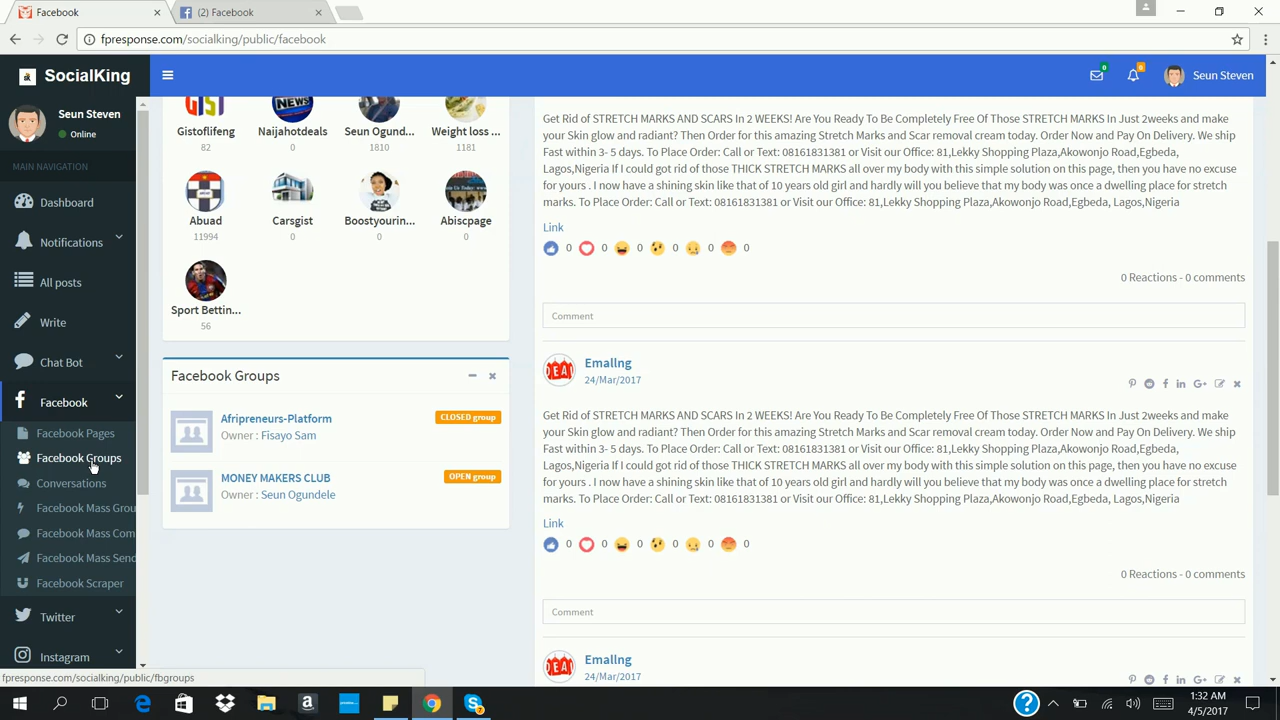 Facebook
(2) Facebook
fpresponse.com/socialking/public/facebook
SocialKing
Seun Steven
Online
MAIN NAVIGATION
Dashboard
Notifications
All posts
Write
Chat Bot
Facebook
Facebook Pages
Facebook Groups
Conversations
Facebook Mass Grou
Facebook Mass Com
Facebook Mass Send
Facebook Scraper
Twitter
Instagram
0
0
Seun Steven
GIST
NEWS
Gistoflifeng
Naijahotdeals
Seun Ogund...
Weight loss ...
82
0
1810
1181
Abuad
Carsgist
Boostyourin...
Abiscpage
11994
0
0
0
Sport Bettin...
56
Facebook Groups
Afripreneurs-Platform
CLOSED group
Owner : Fisayo Sam
MONEY MAKERS CLUB
OPEN group
Owner : Seun Ogundele
Get Rid of STRETCH MARKS AND SCARS In 2 WEEKS! Are You Ready To Be Completely Free Of Those STRETCH MARKS In Just 2weeks and make
your Skin glow and radiant? Then Order for this amazing Stretch Marks and Scar removal cream today. Order Now and Pay On Delivery. We ship
Fast within 3- 5 days. To Place Order: Call or Text: 08161831381 or Visit our Office: 81,Lekky Shopping Plaza,Akowonjo Road,Egbeda,
Lagos,Nigeria If I could got rid of those THICK STRETCH MARKS all over my body with this simple solution on this page, then you have no excuse
for yours . I now have a shining skin like that of 10 years old girl and hardly will you believe that my body was once a dwelling place for stretch
marks. To Place Order: Call or Text: 08161831381 or Visit our Office: 81,Lekky Shopping Plaza,Akowonjo Road,Egbeda, Lagos,Nigeria
Link
0 0 0 0 0 0
0 Reactions - 0 comments
Comment
DEAL
Emallng
24/Mar/2017
Get Rid of STRETCH MARKS AND SCARS In 2 WEEKS! Are You Ready To Be Completely Free Of Those STRETCH MARKS In Just 2weeks and make
your Skin glow and radiant? Then Order for this amazing Stretch Marks and Scar removal cream today. Order Now and Pay On Delivery. We ship
Fast within 3- 5 days. To Place Order: Call or Text: 08161831381 or Visit our Office: 81,Lekky Shopping Plaza,Akowonjo Road,Egbeda,
Lagos,Nigeria If I could got rid of those THICK STRETCH MARKS all over my body with this simple solution on this page, then you have no excuse
for yours . I now have a shining skin like that of 10 years old girl and hardly will you believe that my body was once a dwelling place for stretch
marks. To Place Order: Call or Text: 08161831381 or Visit our Office: 81,Lekky Shopping Plaza,Akowonjo Road,Egbeda, Lagos,Nigeria
Link
0 0 0 0 0 0
0 Reactions - 0 comments
Comment
DEAL
Emallng
24/Mar/2017
fpresponse.com/socialking/public/fbgroups
1:32 AM
4/5/2017